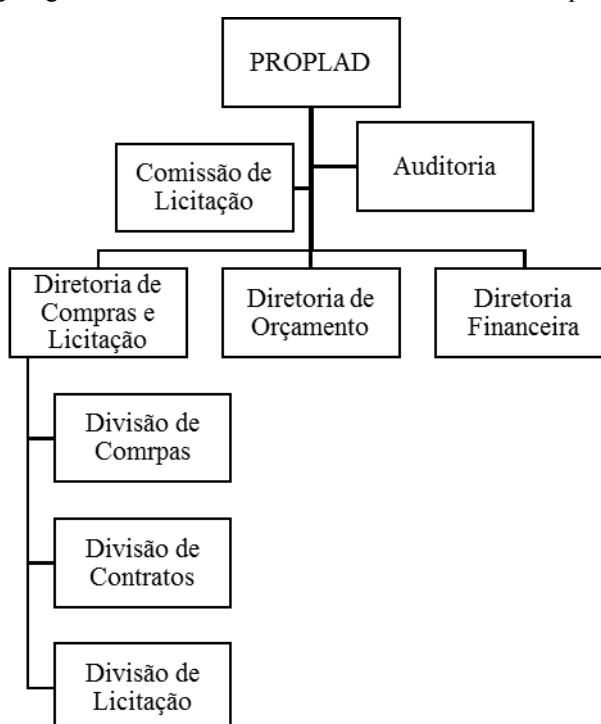 PROPLAD
Comissão de
Licitação
Auditoria
Diretoria de
Compras e
Licitação
Diretoria de
Orçamento
Diretoria
Financeira
Divisão de
Comrpas
Divisão de
Contratos
Divisão de
Licitação